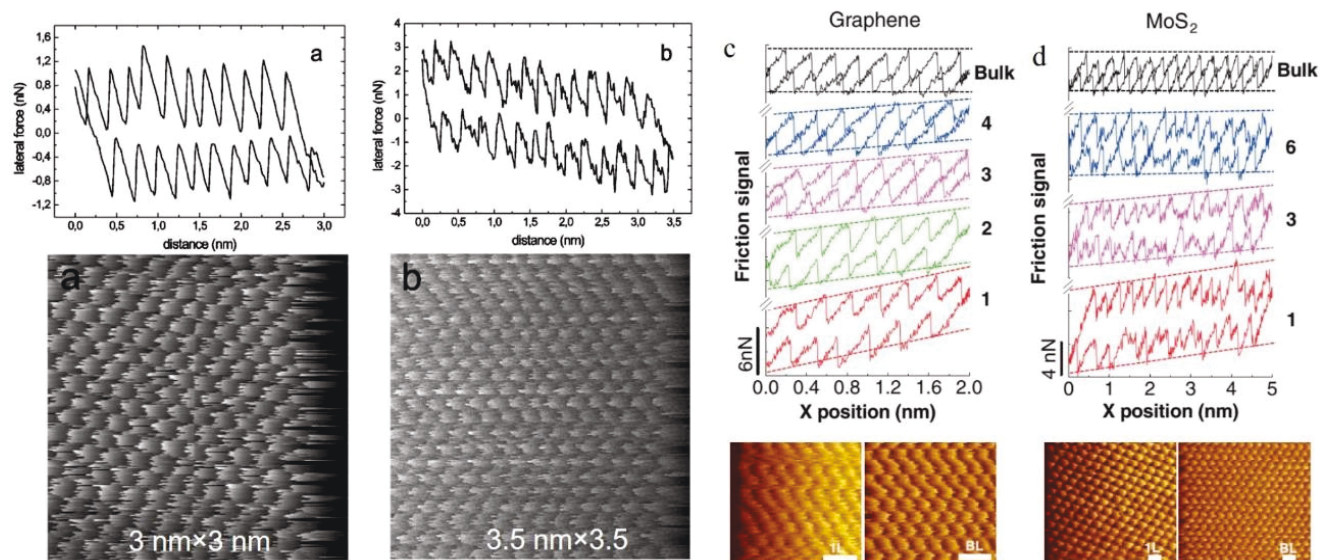 a
1,6
1,2
0,8
0,4
0,0
-0,4
-0,8
-1,2
lateral force (nN)
0,0 0,5 1,0 1,5 2,0 2,5 3,0
distance (nm)
b
4
3
2
1
0
-1
-2
-3
-4
lateral force (nN)
0,0 0,5 1,0 1,5 2,0 2,5 3,0 3,5
distance (nm)
a
3 nm×3 nm
b
3.5 nm×3.5
c
Graphene
Bulk
4
3
2
1
Friction signal
6nN
0.0 0.4 0.8 1.2 1.6 2.0
X position (nm)
1L
BL
d
MoS2
Bulk
6
3
1
Friction signal
4 nN
0 1 2 3 4 5
X position (nm)
1L
BL